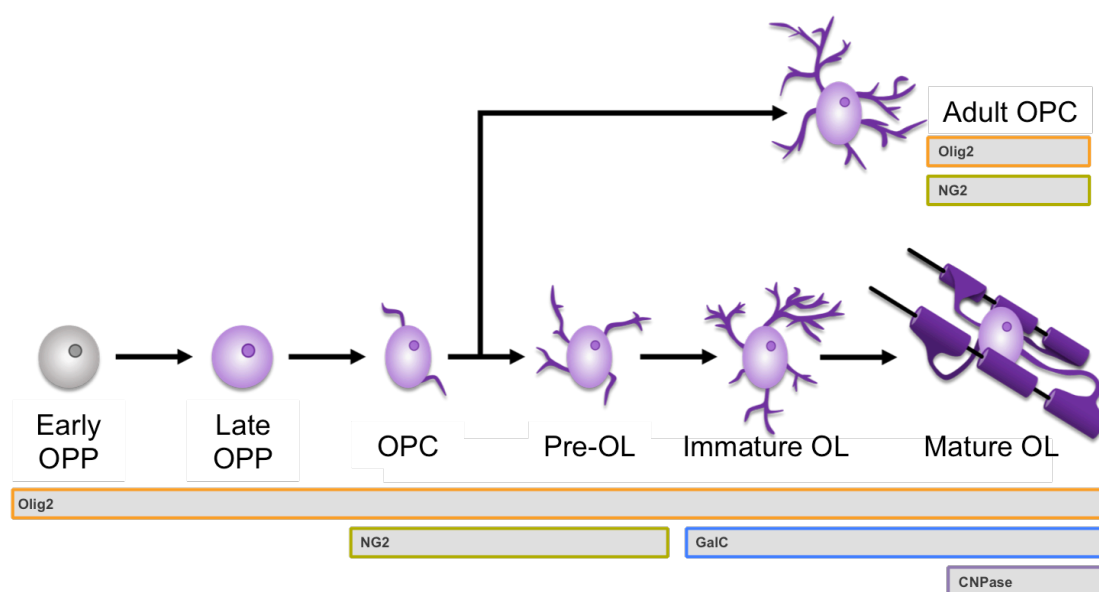 Adult OPC
Olig2
NG2
Early
OPP
Late
OPP
OPC
Pre-OL
Immature OL
Mature OL
Olig2
NG2
GalC
CNPase